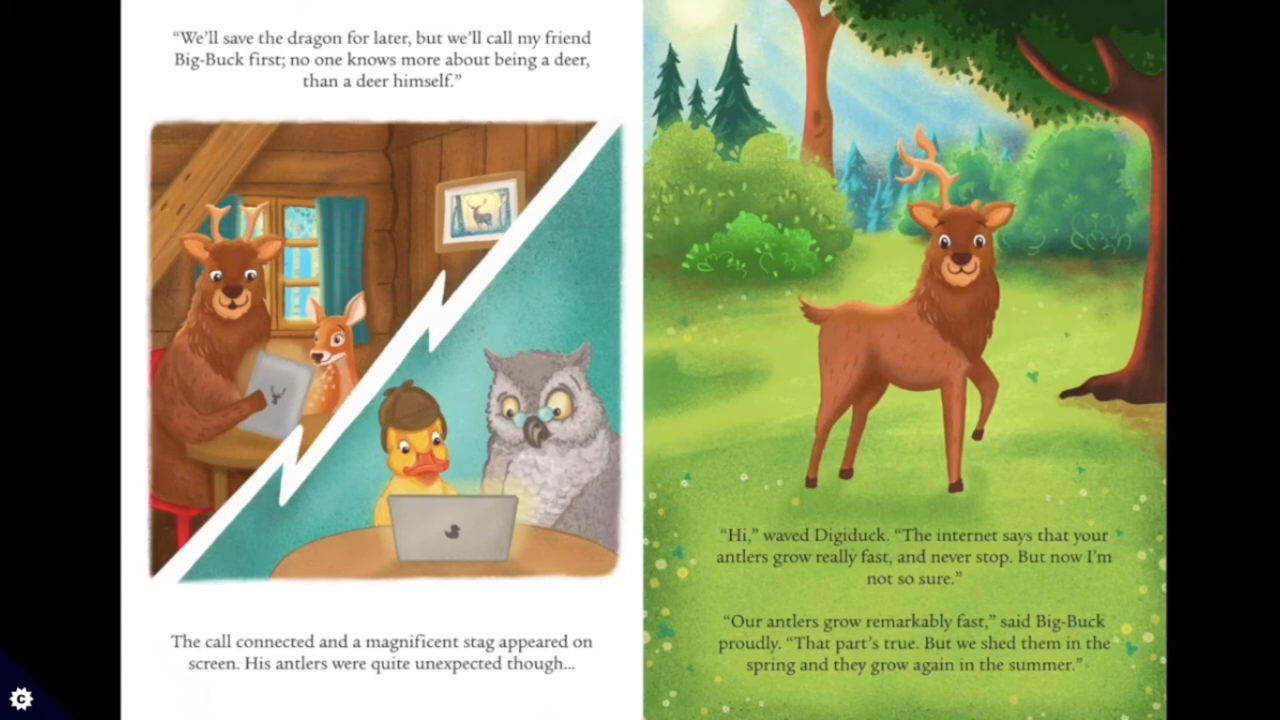 “We’ll save the dragon for later, but we’ll call my friend
Big-Buck first; no one knows more about being a deer,
than a deer himself.”
The call connected and a magnificent stag appeared on
screen. His antlers were quite unexpected though...
“Hi,” waved Digiduck. “The internet says that your
antlers grow really fast, and never stop. But now I’m
not so sure.”
“Our antlers grow remarkably fast,” said Big-Buck
proudly. “That part’s true. But we shed them in the
spring and they grow again in the summer.”
C